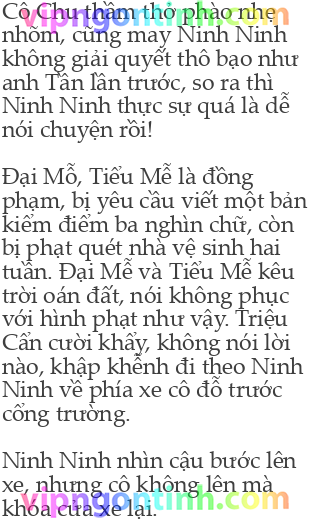 Cô Chu thầm thở phào nhẹ
nhõm, cũng may Ninh Ninh
không giải quyết thô bạo như
anh Tần lần trước, so ra thì
Ninh Ninh thực sự quá là dễ
nói chuyện rồi!
Đại Mỗ, Tiểu Mễ là đồng
phạm, bị yêu cầu viết một bản
kiểm điểm ba nghìn chữ, còn
bị phạt quét nhà vệ sinh hai
tuần. Đại Mễ và Tiểu Mễ kêu
trời oán đất, nói không phục
với hình phạt như vậy. Triệu
Cẩn cười khẩy, không nói lời
nào, khập khễnh đi theo Ninh
Ninh về phía xe cô đỗ trước
cổng trường.
Ninh Ninh nhìn cậu bước lên
xe, nhưng cô không lên mà
khóa cửa xe lại.
vipngontinh.com
vipngontinh.com